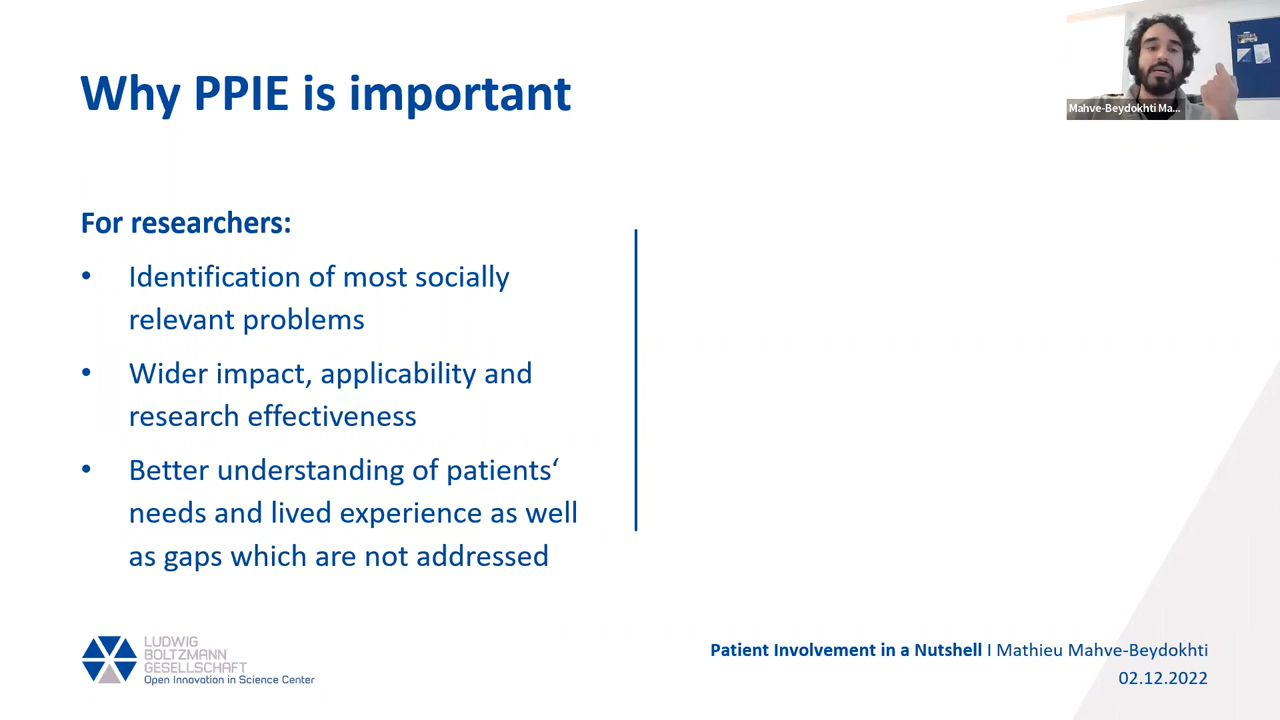 Why PPIE is important
Mahve-Beydokhti Ma...
For researchers:
• Identification of most socially
relevant problems
• Wider impact, applicability and
research effectiveness
• Better understanding of patients‘
needs and lived experience as well
as gaps which are not addressed
LUDWIG
BOLTZMANN
GESELLSCHAFT
Open Innovation in Science Center
Patient Involvement in a Nutshell I Mathieu Mahve-Beydokhti
02.12.2022